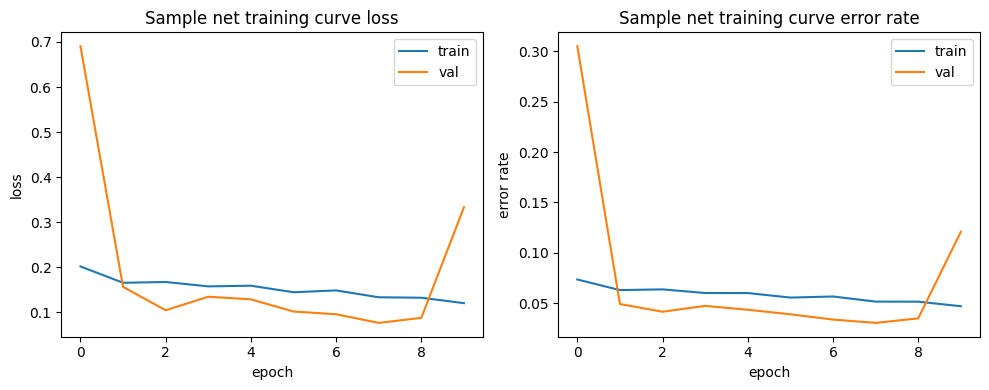 Sample net training curve loss
0.7
0.6
0.5
0.4
0.3
0.2
0.1
loss
0 2 4 6 8
epoch
train
val
Sample net training curve error rate
0.30
0.25
0.20
0.15
0.10
0.05
error rate
0 2 4 6 8
epoch
train
val